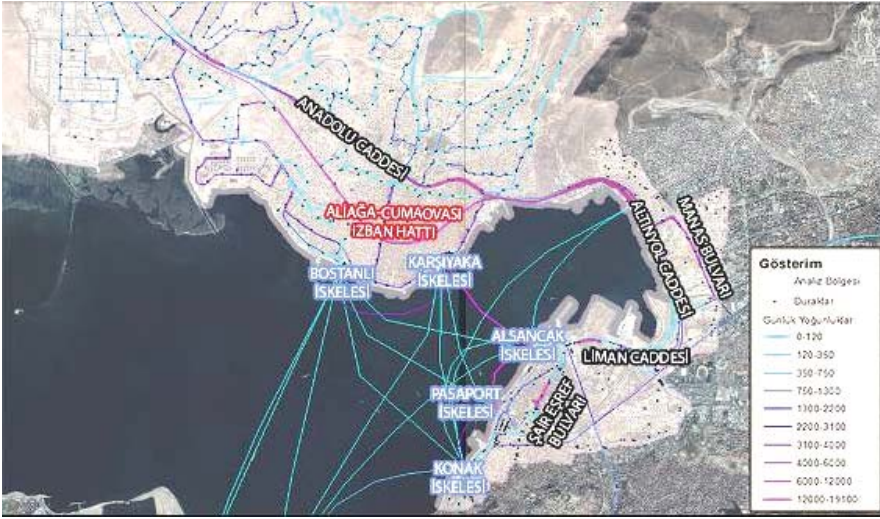 ANADOLU CADDESİ
ALİAĞA-CUMAOVASI
İZBAN HATTI
BOSTANLI
İSKELESİ
KARŞIYAKA
İSKELESİ
ALTINYOL CADDESİ
MANAS BULVARI
ALSANCAK
İSKELESİ
LİMAN CADDESİ
PASAPORT
İSKELESİ
ŞAİR EŞREF
BULVARI
KONAK
İSKELESİ
Gösterim
Analiz Bölgesi
Duraklar
Günlük Yoğunluklar
0-120
120-350
350-750
750-1300
1300-2200
2200-3100
3100-4000
4000-6000
6000-12000
12000-19100